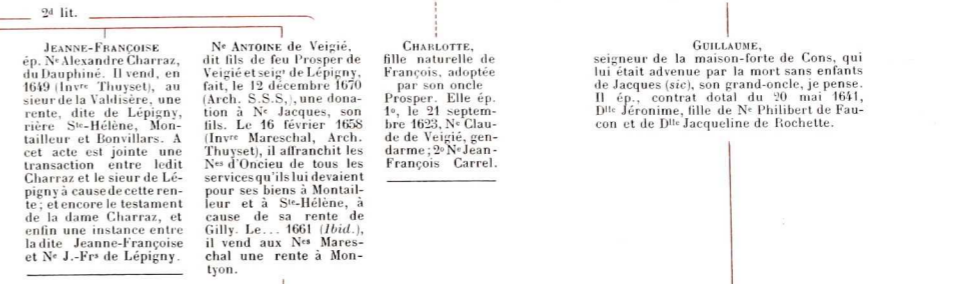 2d lit.
JEANNE-FRANÇOISE
ép. Ne Alexandre Charraz,
du Dauphiné. Il vend, en
1649 (Invre Thuyset), au
sieur de la Valdisère, une
rente, dite de Lépigny,
rière Ste-Hélène, Mon-
tailleur et Bonvillars. A
cet acte est jointe une
transaction entre ledit
Charraz et le sieur de Lé-
pigny à cause de cette ren-
te ; et encore le testament
de la dame Charraz, et
enfin une instance entre
ladite Jeanne-Françoise
et Ne J.-Frs de Lépigny.
Ne ANTOINE de Veigié,
dit fils de feu Prosper de
Veigié et seigr de Lépigny,
fait, le 12 décembre 1670
(Arch. S.S.S,), une dona-
tion à Ne Jacques, son
fils. Le 16 février 1658
(Invre Mareschal, Arch.
Thuyset), il affranchit les
Nes d'Oncieu de tous les
services qu'ils lui devaient
pour ses biens à Montail-
leur et à Ste-Hélène, à
cause de sa rente de
Gilly. Le... 1661 (Ibid.),
il vend aux Nes Mares-
chal une rente à Mon-
tyon.
CHARLOTTE,
fille naturelle de
François, adoptée
par son oncle
Prosper. Elle ép.
1o, le 21 septem-
bre 1623, Ne Clau-
de de Veigié, gen-
darme ; 2o Ne Jean-
François Carrel.
GUILLAUME,
seigneur de la maison-forte de Cons, qui
lui était advenue par la mort sans enfants
de Jacques (sic), son grand-oncle, je pense.
Il ép., contrat dotal du 20 mai 1641,
Dlle Jéronime, fille de Ne Philibert de Fau-
con et de Dlle Jacqueline de Rochette.